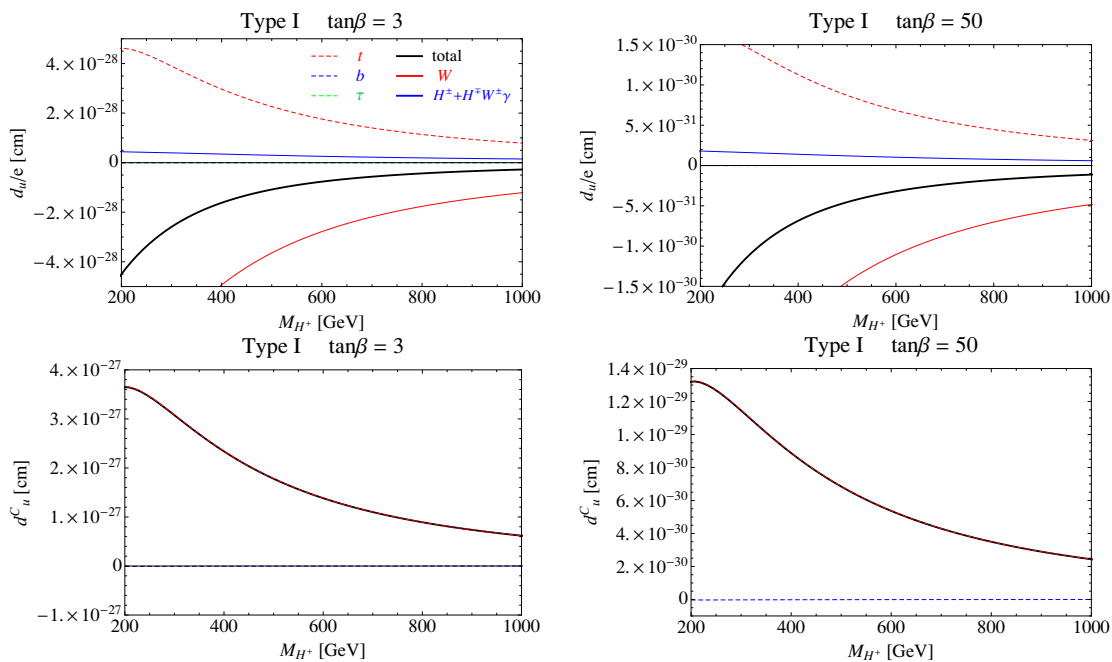 Type I tanβ = 3
4.×10⁻²⁸
2.×10⁻²⁸
0
−2.×10⁻²⁸
−4.×10⁻²⁸
dᵤ/e [cm]
t
b
τ
total
W
H± + H∓W±γ
200 400 600 800 1000
M_H⁺ [GeV]
Type I tanβ = 50
1.5×10⁻³⁰
1.×10⁻³⁰
5.×10⁻³¹
0
−5.×10⁻³¹
−1.×10⁻³⁰
−1.5×10⁻³⁰
dᵤ/e [cm]
200 400 600 800 1000
M_H⁺ [GeV]
Type I tanβ = 3
4.×10⁻²⁷
3.×10⁻²⁷
2.×10⁻²⁷
1.×10⁻²⁷
0
−1.×10⁻²⁷
dᶜᵤ [cm]
200 400 600 800 1000
M_H⁺ [GeV]
Type I tanβ = 50
1.4×10⁻²⁹
1.2×10⁻²⁹
1.×10⁻²⁹
8.×10⁻³⁰
6.×10⁻³⁰
4.×10⁻³⁰
2.×10⁻³⁰
0
dᶜᵤ [cm]
200 400 600 800 1000
M_H⁺ [GeV]